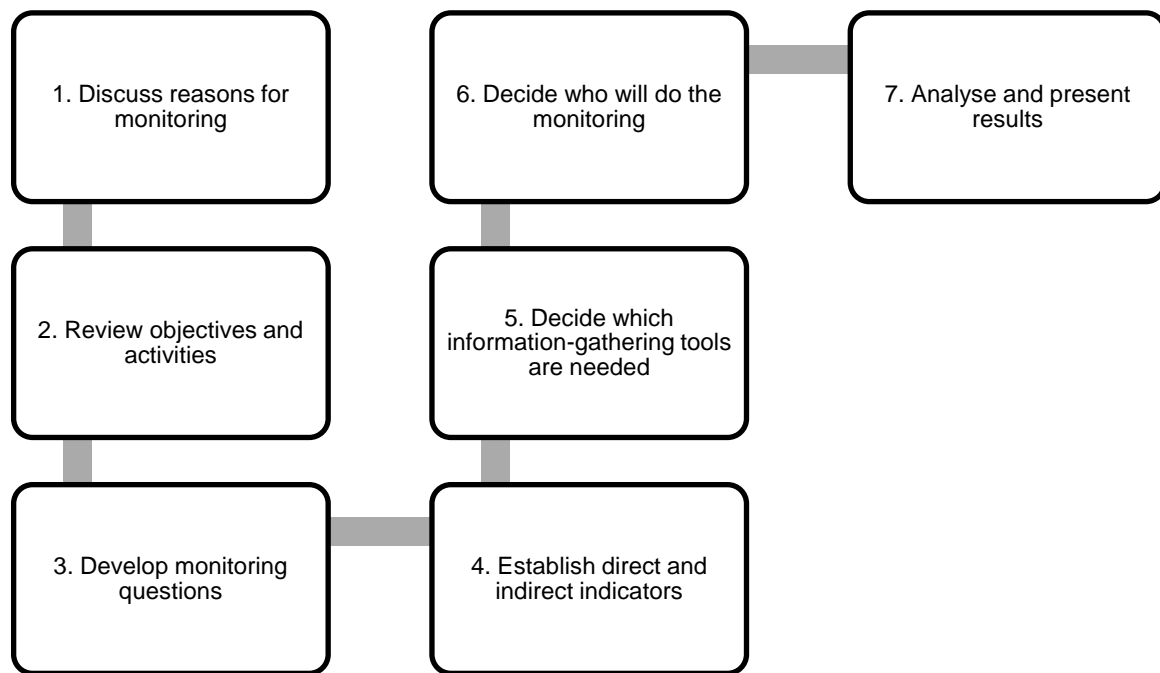 1. Discuss reasons for
monitoring
2. Review objectives and
activities
3. Develop monitoring
questions
4. Establish direct and
indirect indicators
5. Decide which
information-gathering tools
are needed
6. Decide who will do the
monitoring
7. Analyse and present
results